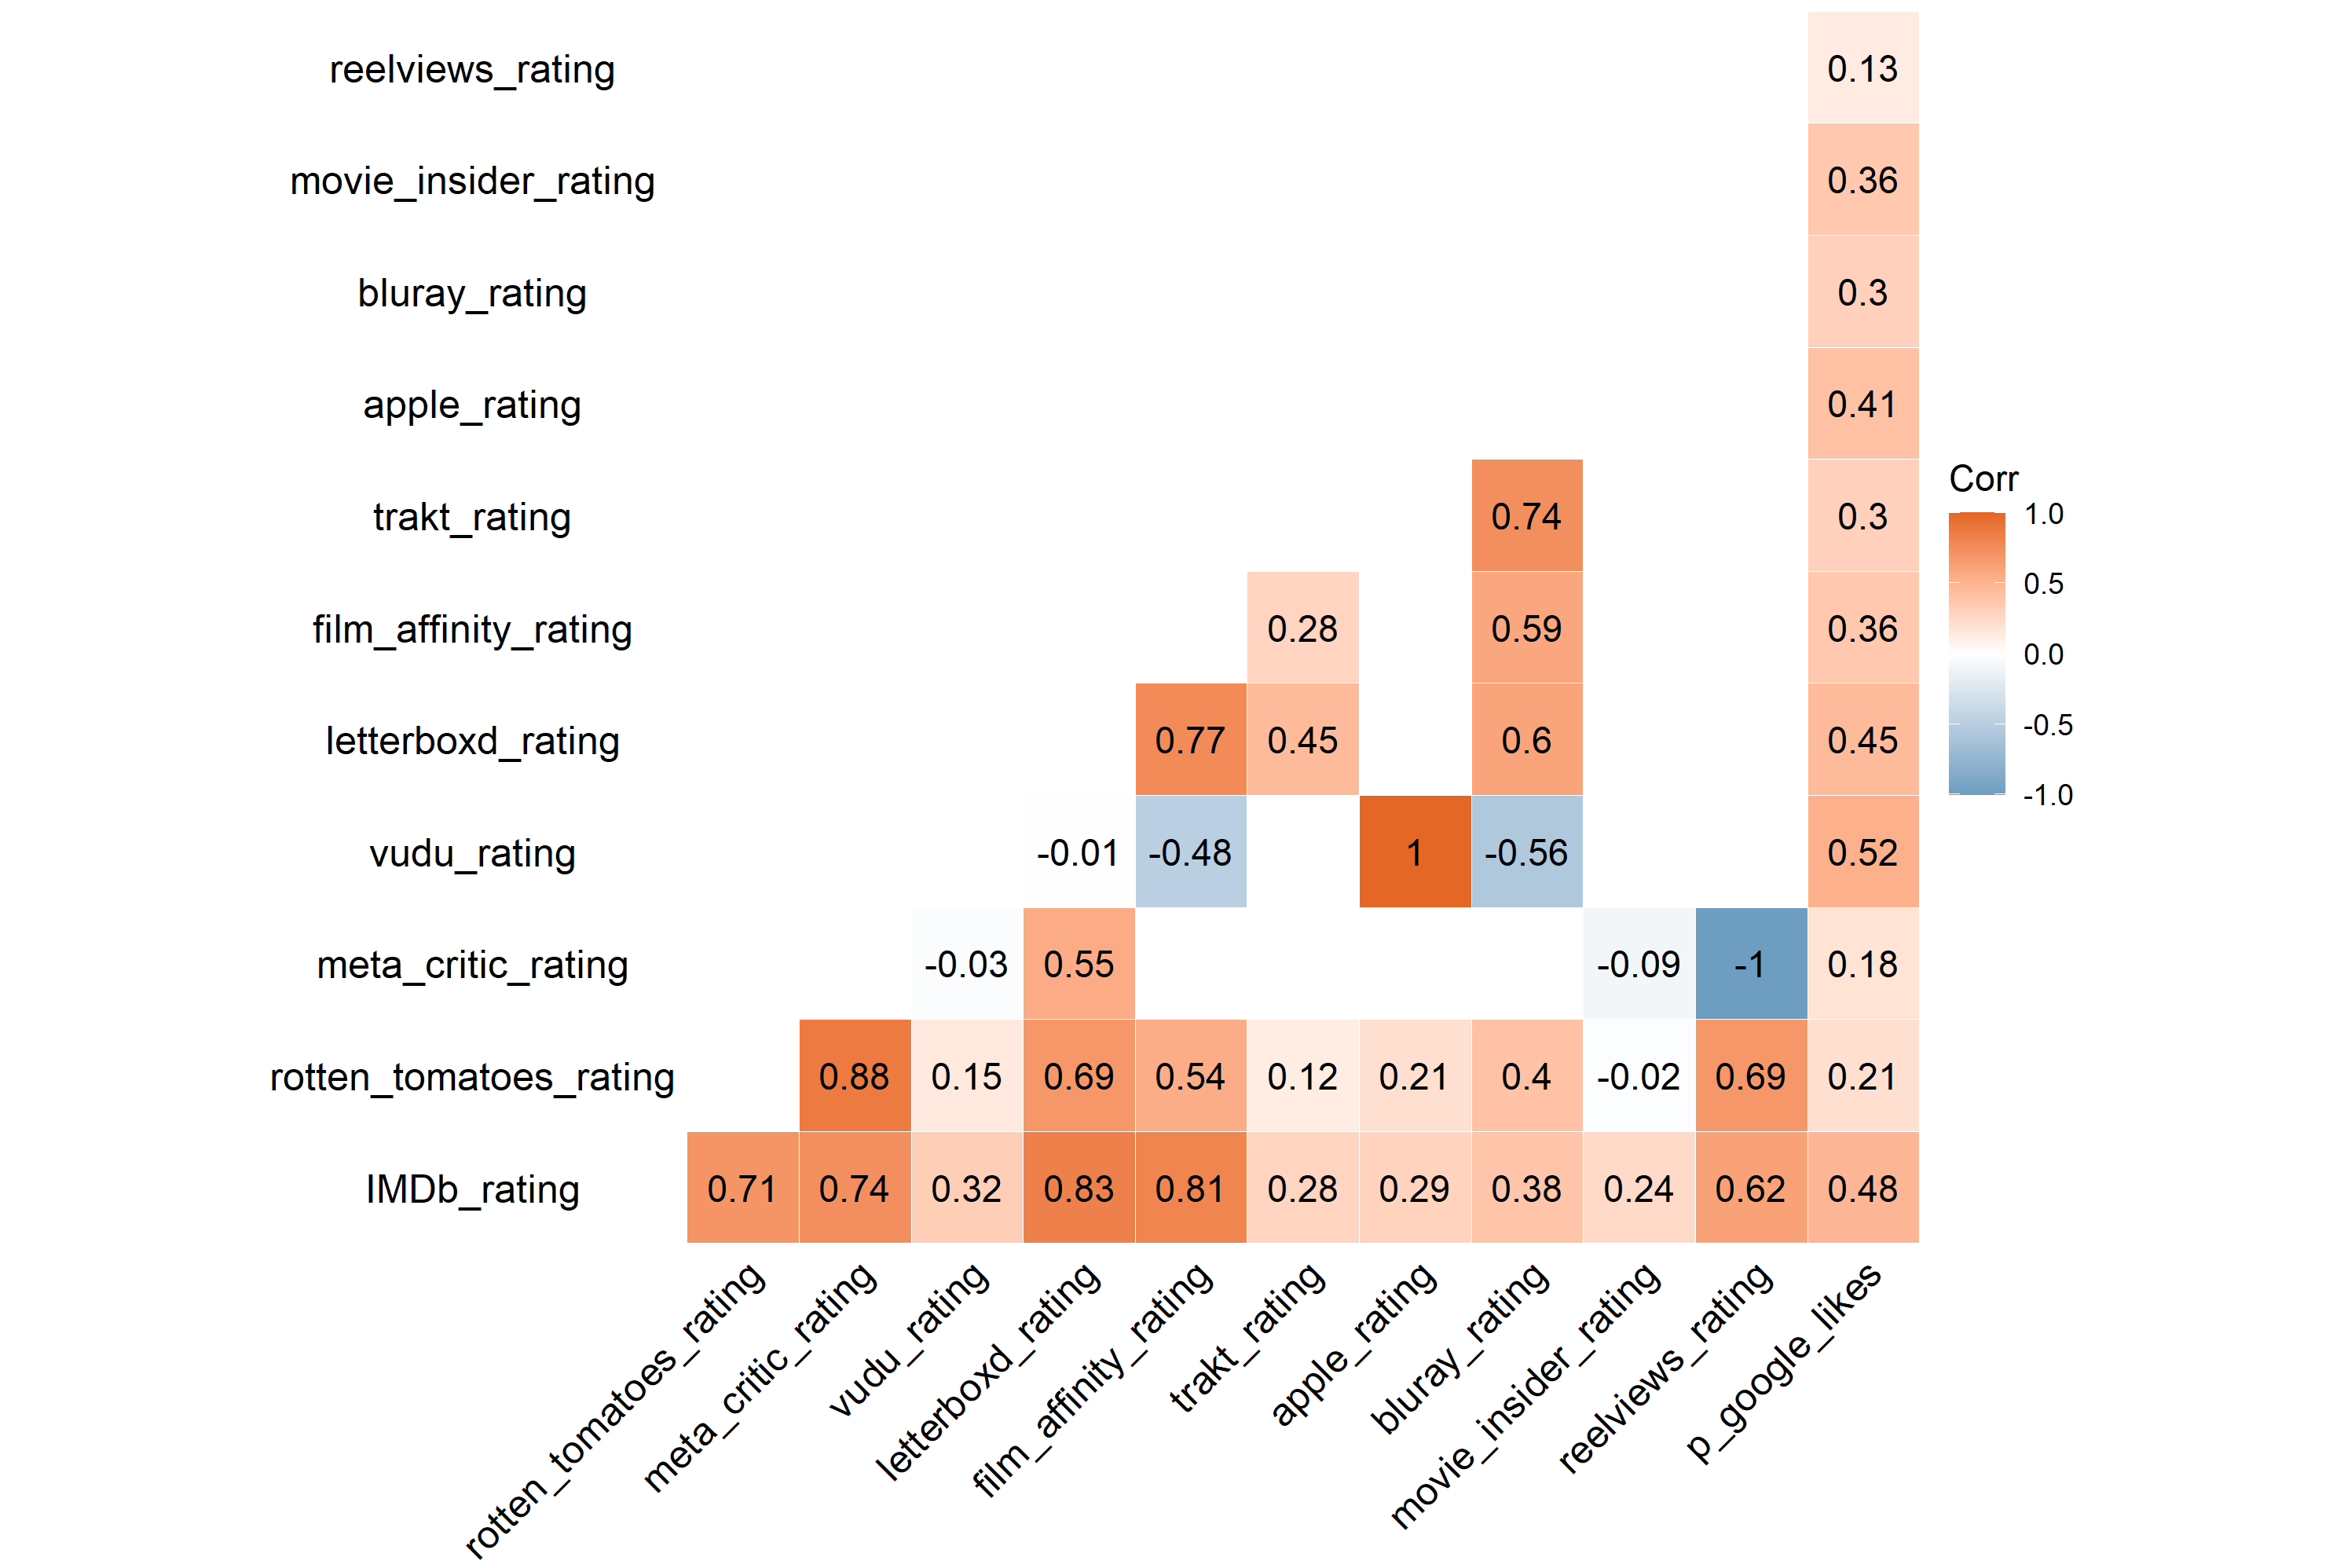 reelviews_rating 0.13
movie_insider_rating 0.36
bluray_rating 0.3
apple_rating 0.41
trakt_rating 0.74 0.3
film_affinity_rating 0.28 0.59 0.36
letterboxd_rating 0.77 0.45 0.6 0.45
vudu_rating -0.01 -0.48 1 -0.56 0.52
meta_critic_rating -0.03 0.55 -0.09 -1 0.18
rotten_tomatoes_rating 0.88 0.15 0.69 0.54 0.12 0.21 0.4 -0.02 0.69 0.21
IMDb_rating 0.71 0.74 0.32 0.83 0.81 0.28 0.29 0.38 0.24 0.62 0.48
rotten_tomatoes_rating
meta_critic_rating
vudu_rating
letterboxd_rating
film_affinity_rating
trakt_rating
apple_rating
bluray_rating
movie_insider_rating
reelviews_rating
p_google_likes
Corr
1.0
0.5
0.0
-0.5
-1.0